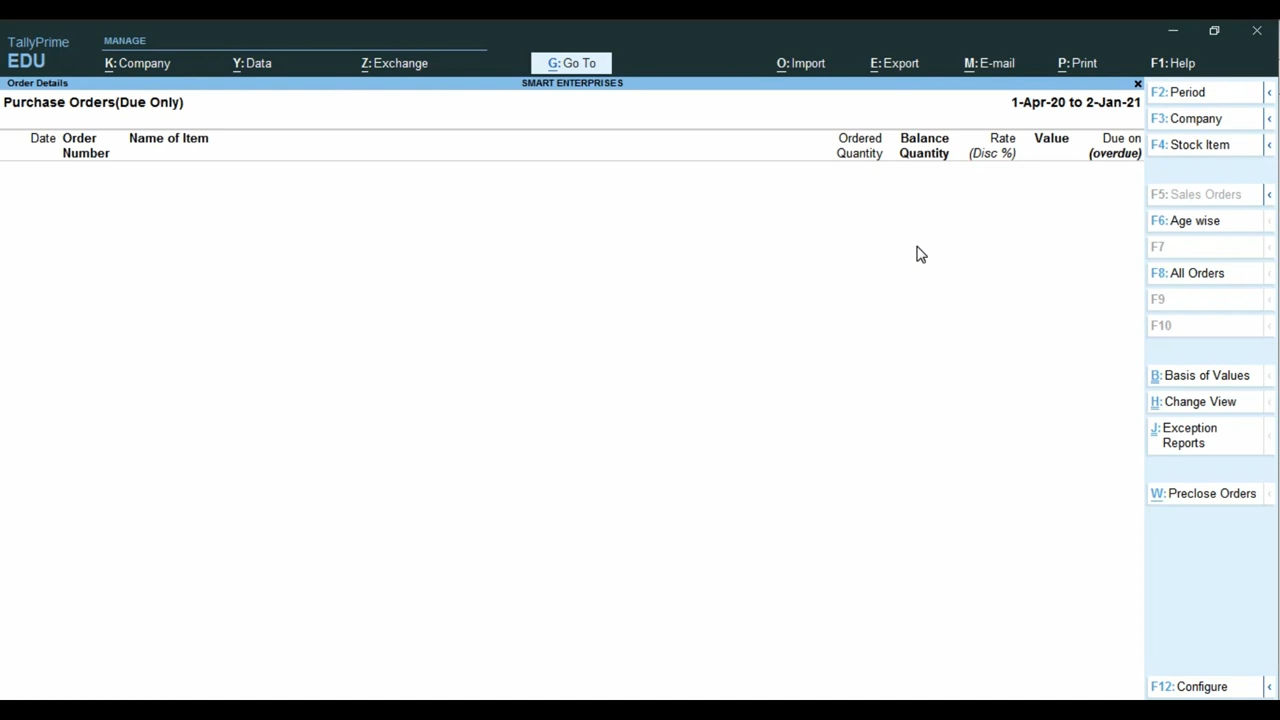 TallyPrime
EDU
MANAGE
K:Company Y:Data Z:Exchange G:Go To O:Import E:Export M:E-mail P:Print F1:Help
Order Details SMART ENTERPRISES x
Purchase Orders(Due Only) 1-Apr-20 to 2-Jan-21
Date Order Name of Item Ordered Balance Rate Value Due on
Number Quantity Quantity (Disc %) (overdue)
F2:Period
F3:Company
F4:Stock Item
F5:Sales Orders
F6:Age wise
F7
F8:All Orders
F9
F10
B:Basis of Values
H:Change View
J:Exception
Reports
W:Preclose Orders
F12:Configure